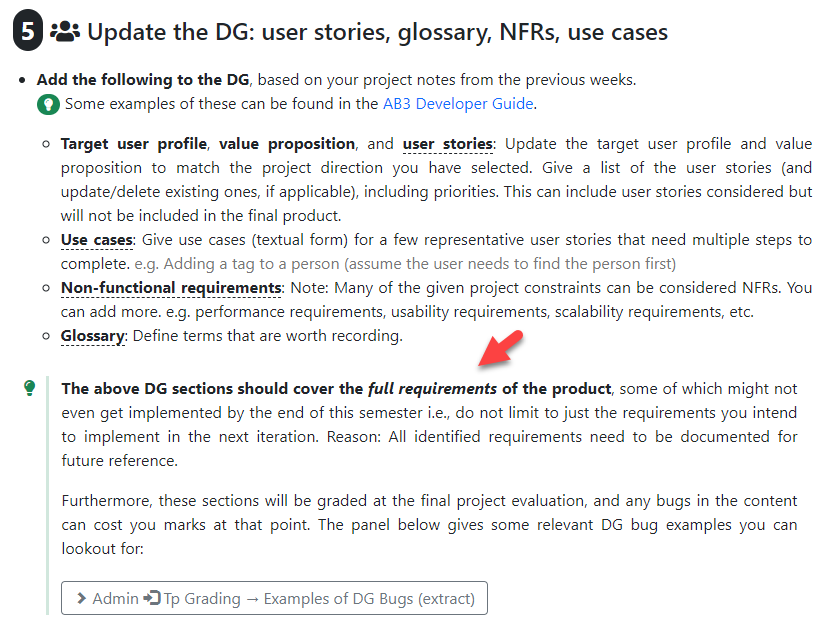 5 Update the DG: user stories, glossary, NFRs, use cases
Add the following to the DG, based on your project notes from the previous weeks.
Some examples of these can be found in the AB3 Developer Guide.
Target user profile, value proposition, and user stories: Update the target user profile and value
proposition to match the project direction you have selected. Give a list of the user stories (and
update/delete existing ones, if applicable), including priorities. This can include user stories considered but
will not be included in the final product.
Use cases: Give use cases (textual form) for a few representative user stories that need multiple steps to
complete. e.g. Adding a tag to a person (assume the user needs to find the person first)
Non-functional requirements: Note: Many of the given project constraints can be considered NFRs. You
can add more. e.g. performance requirements, usability requirements, scalability requirements, etc.
Glossary: Define terms that are worth recording.
The above DG sections should cover the full requirements of the product, some of which might not
even get implemented by the end of this semester i.e., do not limit to just the requirements you intend
to implement in the next iteration. Reason: All identified requirements need to be documented for
future reference.
Furthermore, these sections will be graded at the final project evaluation, and any bugs in the content
can cost you marks at that point. The panel below gives some relevant DG bug examples you can
lookout for:
Admin Tp Grading → Examples of DG Bugs (extract)